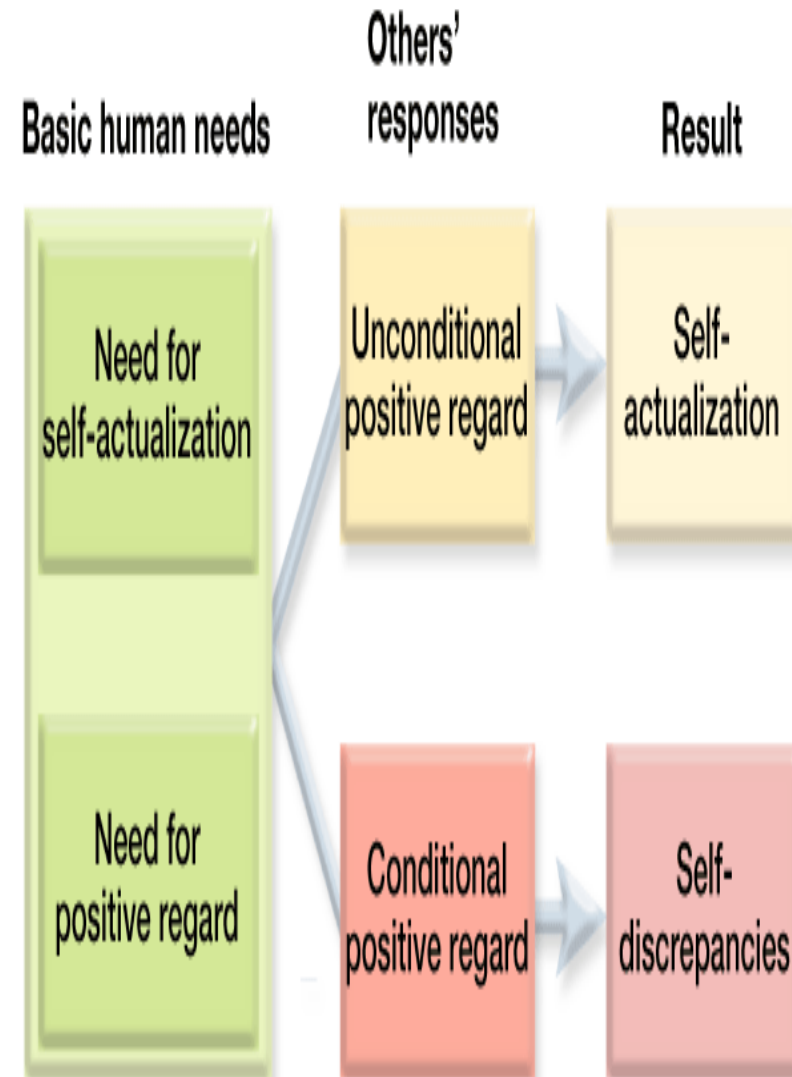 Basic human needs
Others'
responses
Result
Need for
self-actualization
Unconditional
positive regard
Self-
actualization
Need for
positive regard
Conditional
positive regard
Self-
discrepancies